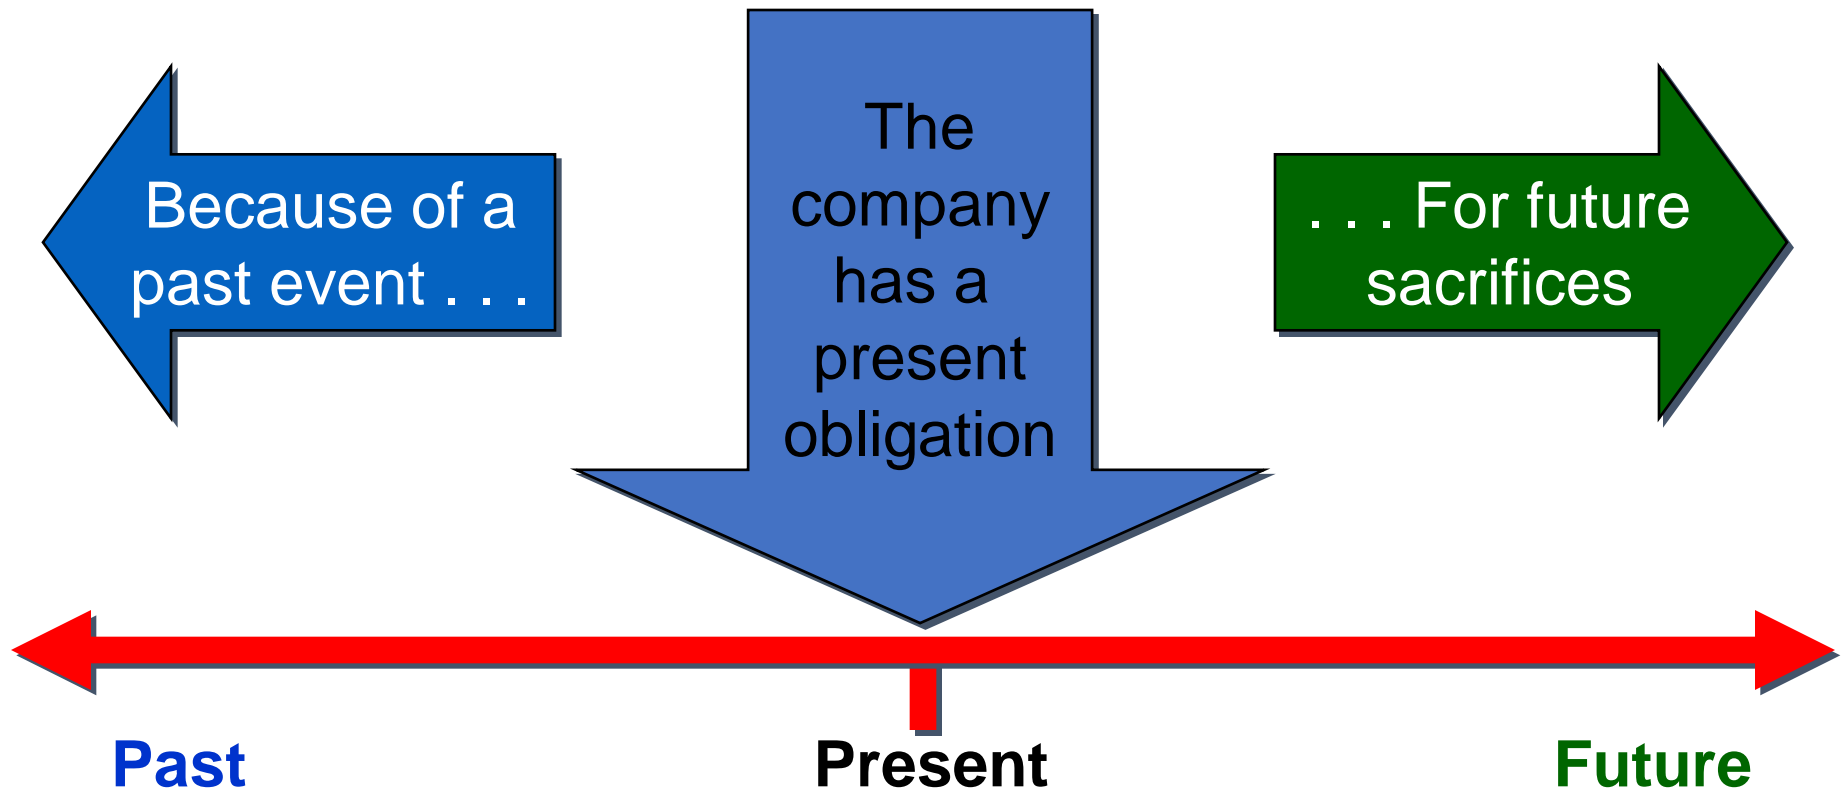 Because of a
past event . . .
The
company
has a
present
obligation
. . . For future
sacrifices
Past
Present
Future